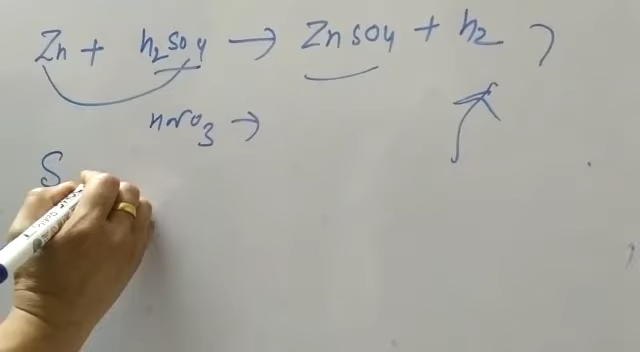 Zn + h2so4 → Znso4 + h2
hNO3 →
S